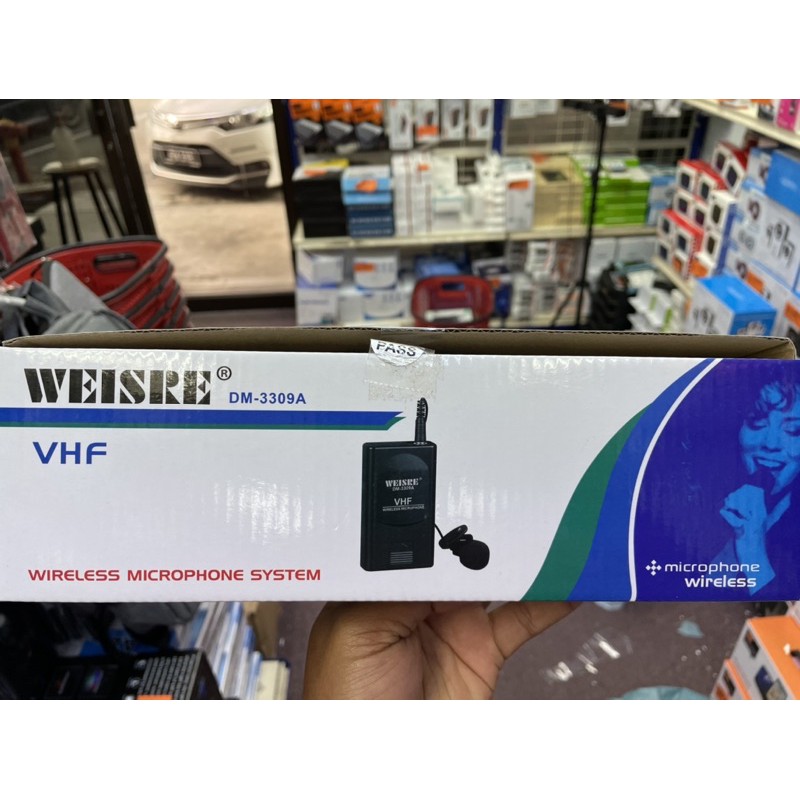 PASS
WEISRE® DM-3309A
VHF
WEISRE®
DM-3309A
VHF
WIRELESS MICROPHONE
WIRELESS MICROPHONE SYSTEM
microphone
wireless